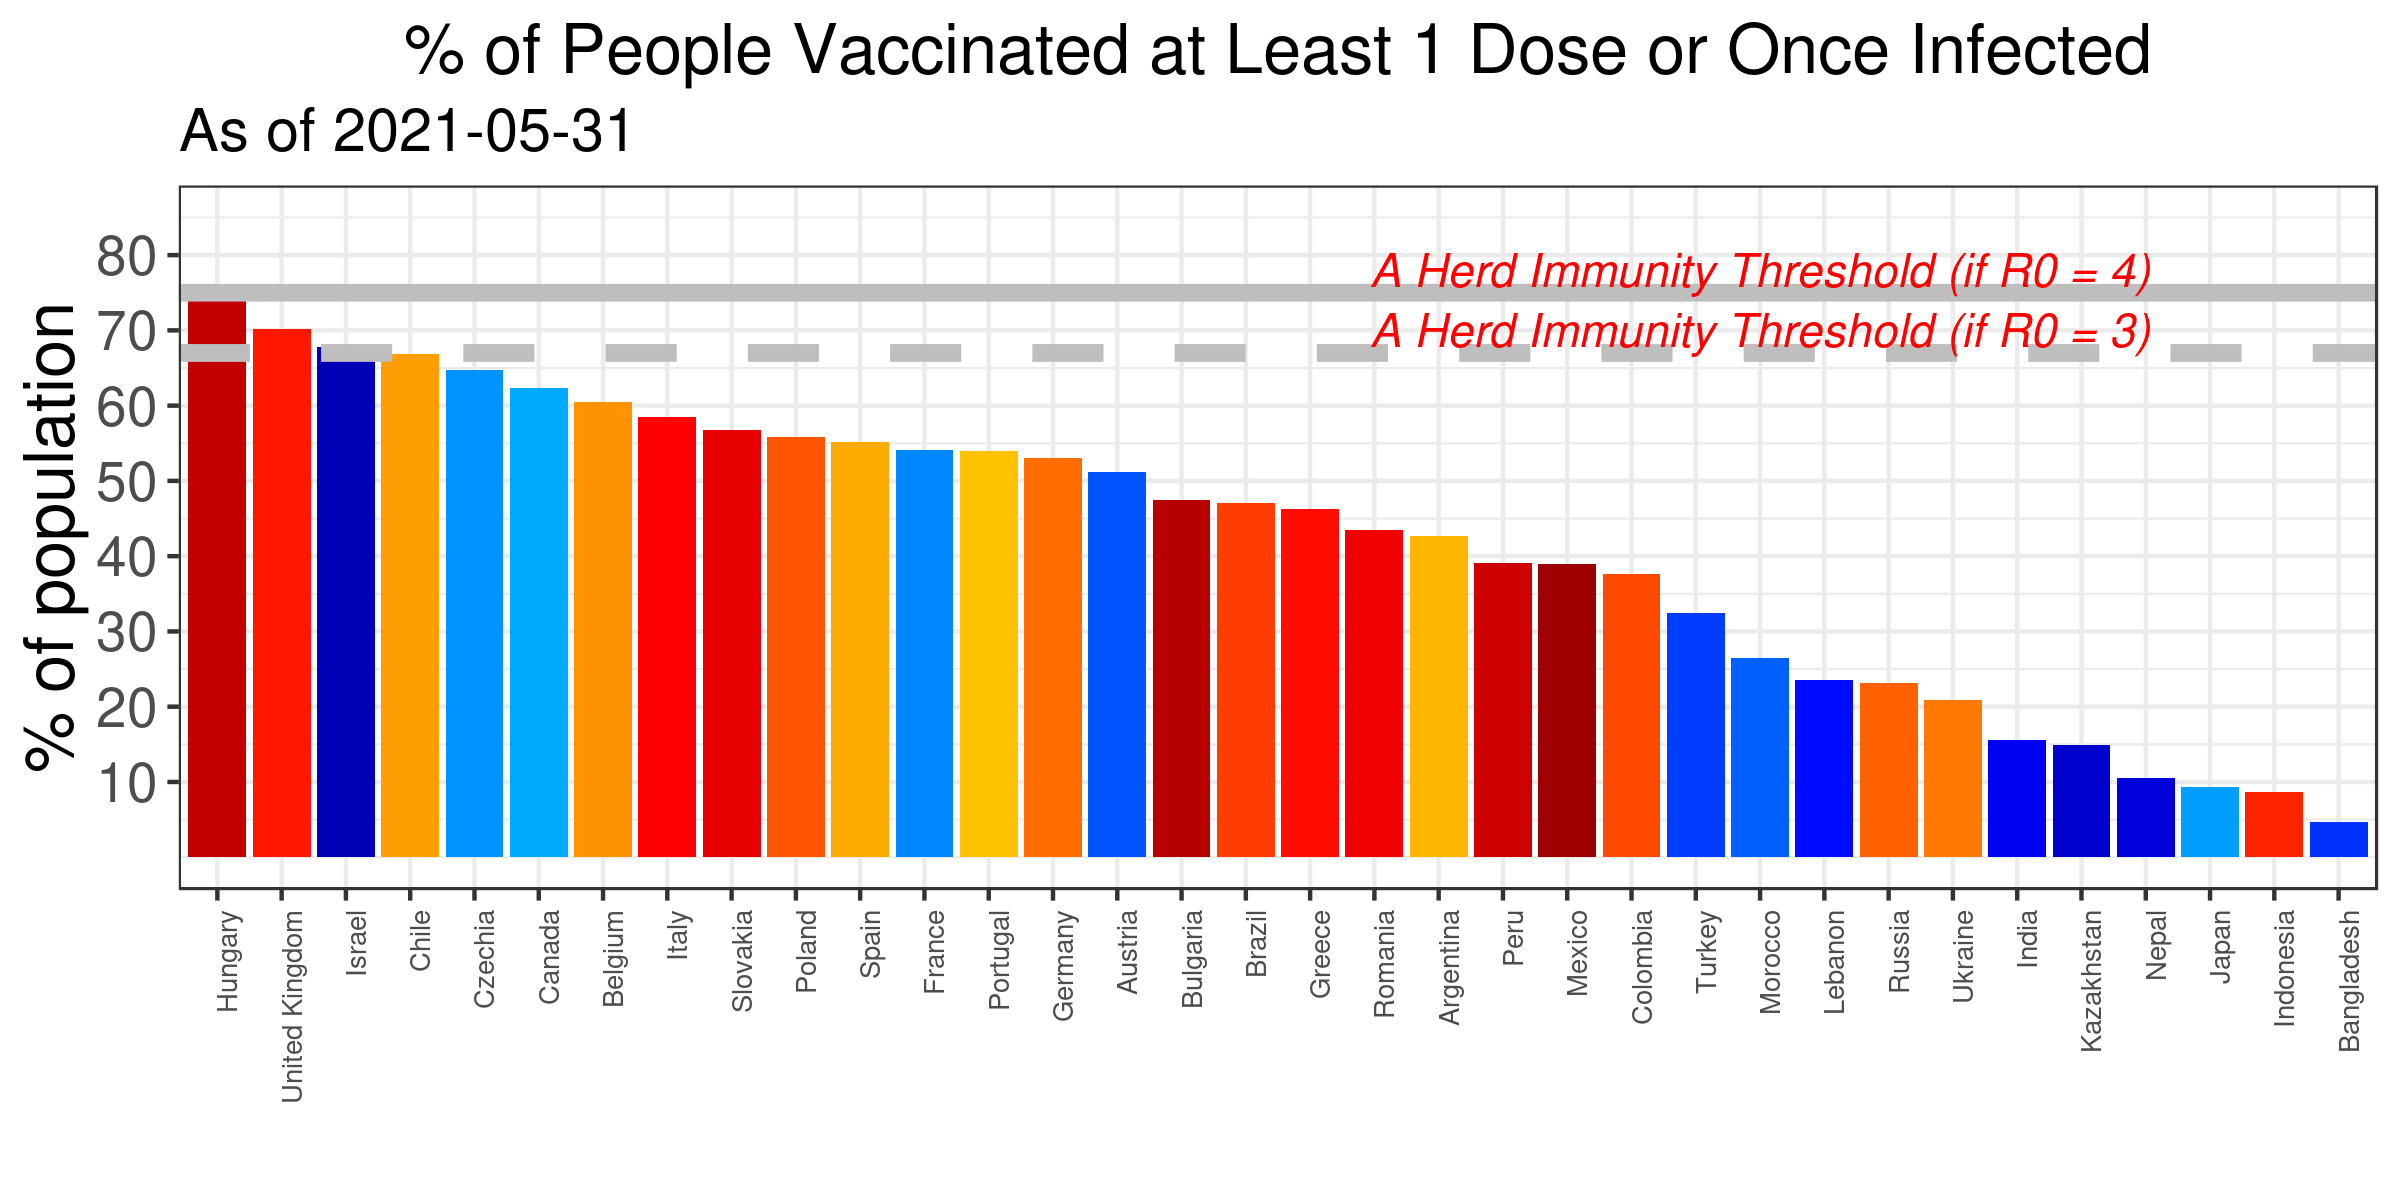 % of People Vaccinated at Least 1 Dose or Once Infected
As of 2021-05-31
% of population
80
70
60
50
40
30
20
10
A Herd Immunity Threshold (if R0 = 4)
A Herd Immunity Threshold (if R0 = 3)
Hungary
United Kingdom
Israel
Chile
Czechia
Canada
Belgium
Italy
Slovakia
Poland
Spain
France
Portugal
Germany
Austria
Bulgaria
Brazil
Greece
Romania
Argentina
Peru
Mexico
Colombia
Turkey
Morocco
Lebanon
Russia
Ukraine
India
Kazakhstan
Nepal
Japan
Indonesia
Bangladesh